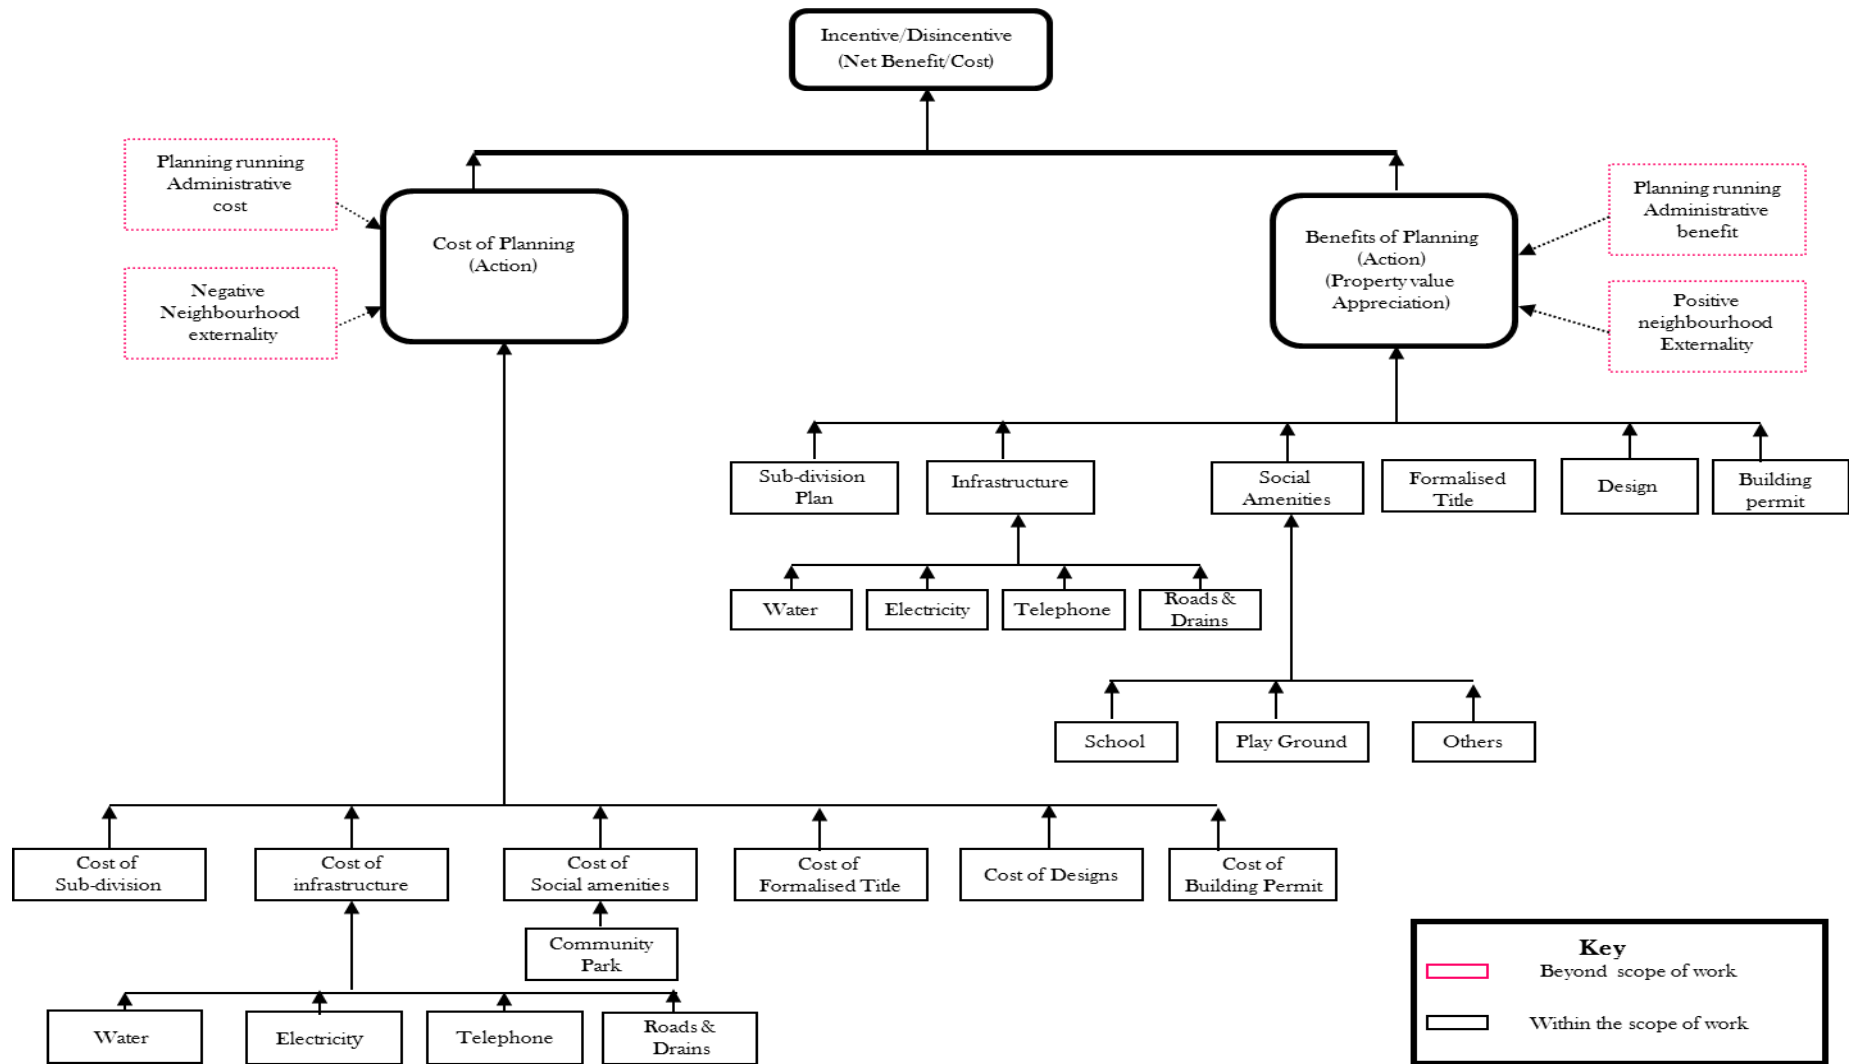 Incentive/Disincentive
(Net Benefit/Cost)
Planning running
Administrative
cost
Negative
Neighbourhood
externality
Cost of Planning
(Action)
Benefits of Planning
(Action)
(Property value
Appreciation)
Planning running
Administrative
benefit
Positive
neighbourhood
Externality
Sub-division
Plan
Infrastructure
Social
Amenities
Formalised
Title
Design
Building
permit
Water
Electricity
Telephone
Roads &
Drains
School
Play Ground
Others
Cost of
Sub-division
Cost of
infrastructure
Cost of
Social amenities
Cost of
Formalised Title
Cost of Designs
Cost of
Building Permit
Community
Park
Water
Electricity
Telephone
Roads &
Drains
Key
Beyond scope of work
Within the scope of work